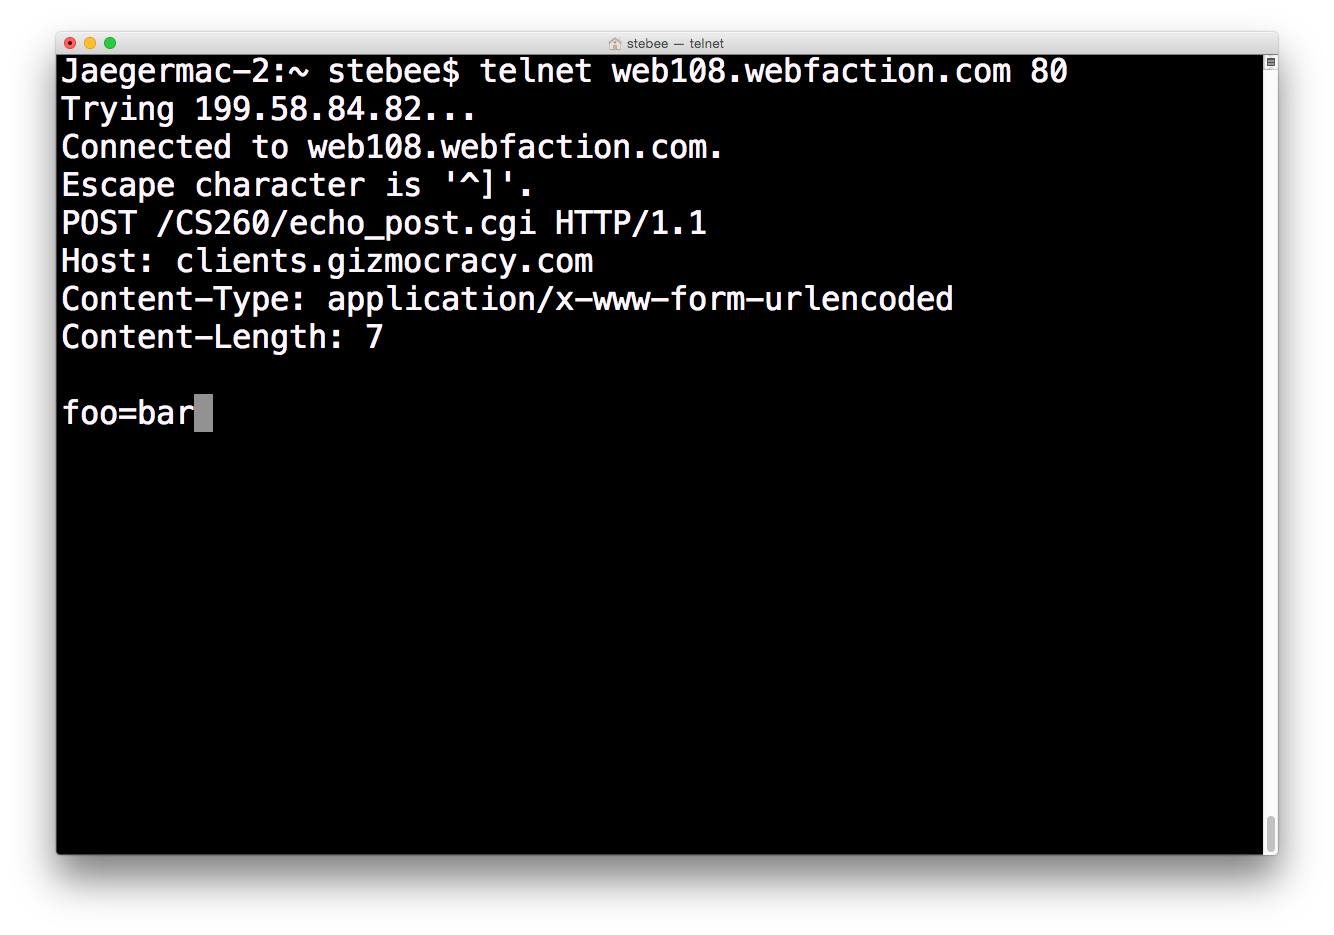 stebee — telnet
Jaegermac-2:~ stebee$ telnet web108.webfaction.com 80
Trying 199.58.84.82...
Connected to web108.webfaction.com.
Escape character is '^]'.
POST /CS260/echo_post.cgi HTTP/1.1
Host: clients.gizmocracy.com
Content-Type: application/x-www-form-urlencoded
Content-Length: 7

foo=bar